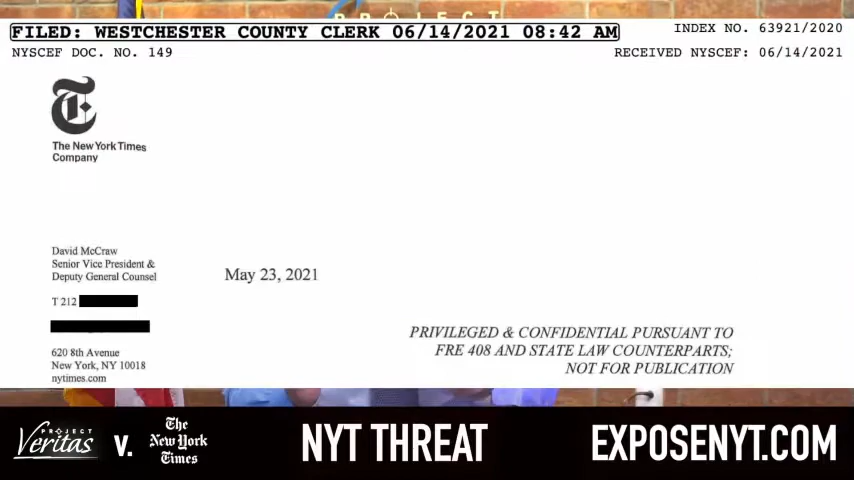 PROJECT
FILED: WESTCHESTER COUNTY CLERK 06/14/2021 08:42 AM
INDEX NO. 63921/2020
NYSCEF DOC. NO. 149
RECEIVED NYSCEF: 06/14/2021
The New York Times
Company
David McCraw
Senior Vice President &
Deputy General Counsel
May 23, 2021
T 212
PRIVILEGED & CONFIDENTIAL PURSUANT TO
FRE 408 AND STATE LAW COUNTERPARTS;
NOT FOR PUBLICATION
620 8th Avenue
New York, NY 10018
nytimes.com
PROJECT
Veritas
v.
The
New York
Times
NYT THREAT
EXPOSENYT.COM